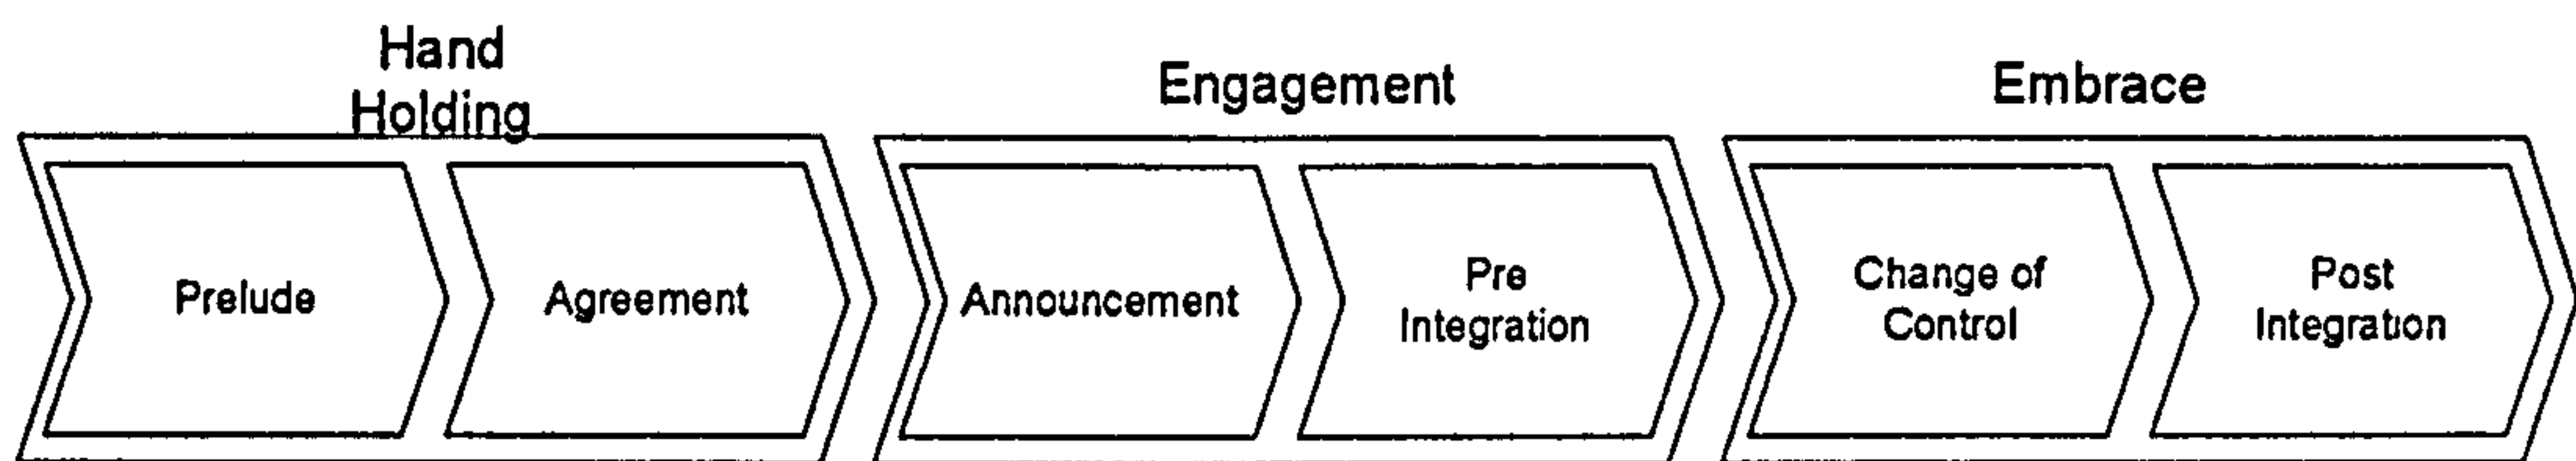 Hand
Holding
Engagement
Embrace
Prelude
Agreement
Announcement
Pre
Integration
Change of
Control
Post
Integration